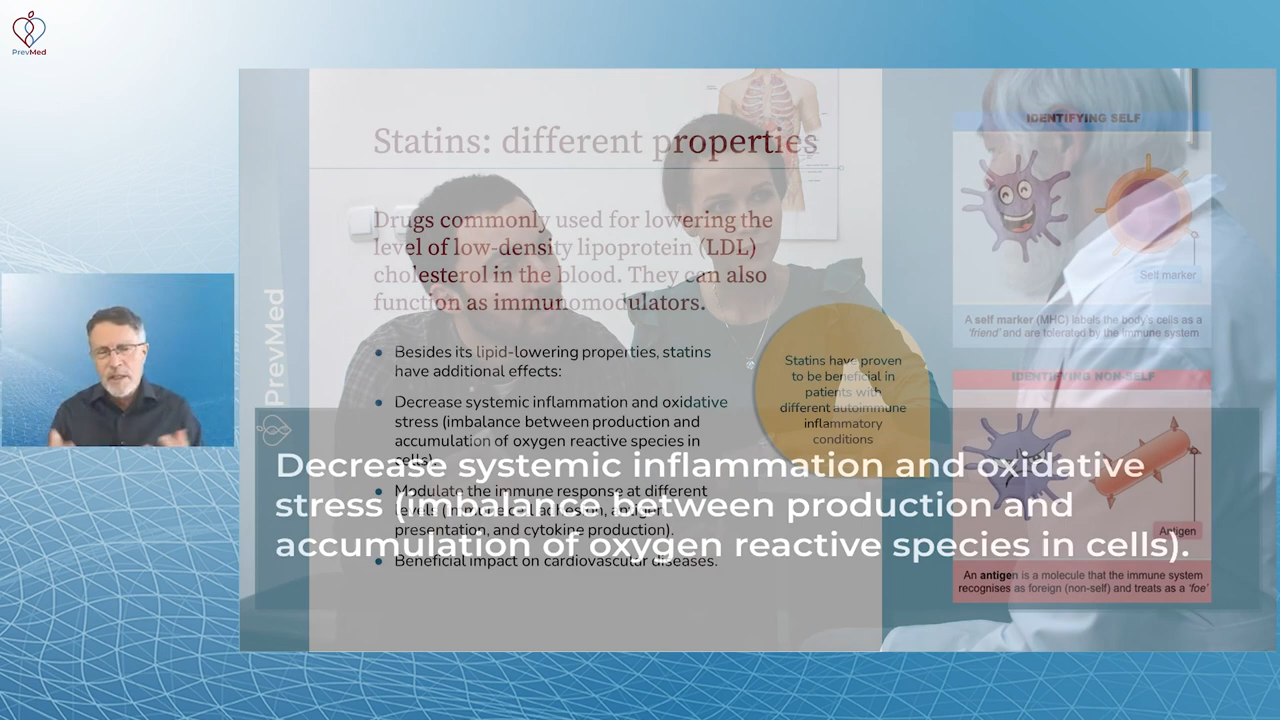 PrevMed
PrevMed
Statins: different properties
Drugs commonly used for lowering the
level of low-density lipoprotein (LDL)
cholesterol in the blood. They can also
function as immunomodulators.
Besides its lipid-lowering properties, statins
have additional effects:
Decrease systemic inflammation and oxidative
stress (imbalance between production and
accumulation of oxygen reactive species in
cells).
Modulate the immune response at different
presentation, and cytokine production).
Beneficial impact on cardiovascular diseases.
Statins have proven
to be beneficial in
patients with
different autoimmune
inflammatory
conditions
Decrease systemic inflammation and oxidative
stress (imbalance between production and
accumulation of oxygen reactive species in cells).
IDENTIFYING SELF
Self marker
A self marker (MHC) labels the body's cells as a
'friend' and are tolerated by the immune system
IDENTIFYING NON-SELF
Antigen
An antigen is a molecule that the immune system
recognises as foreign (non-self) and treats as a 'foe'